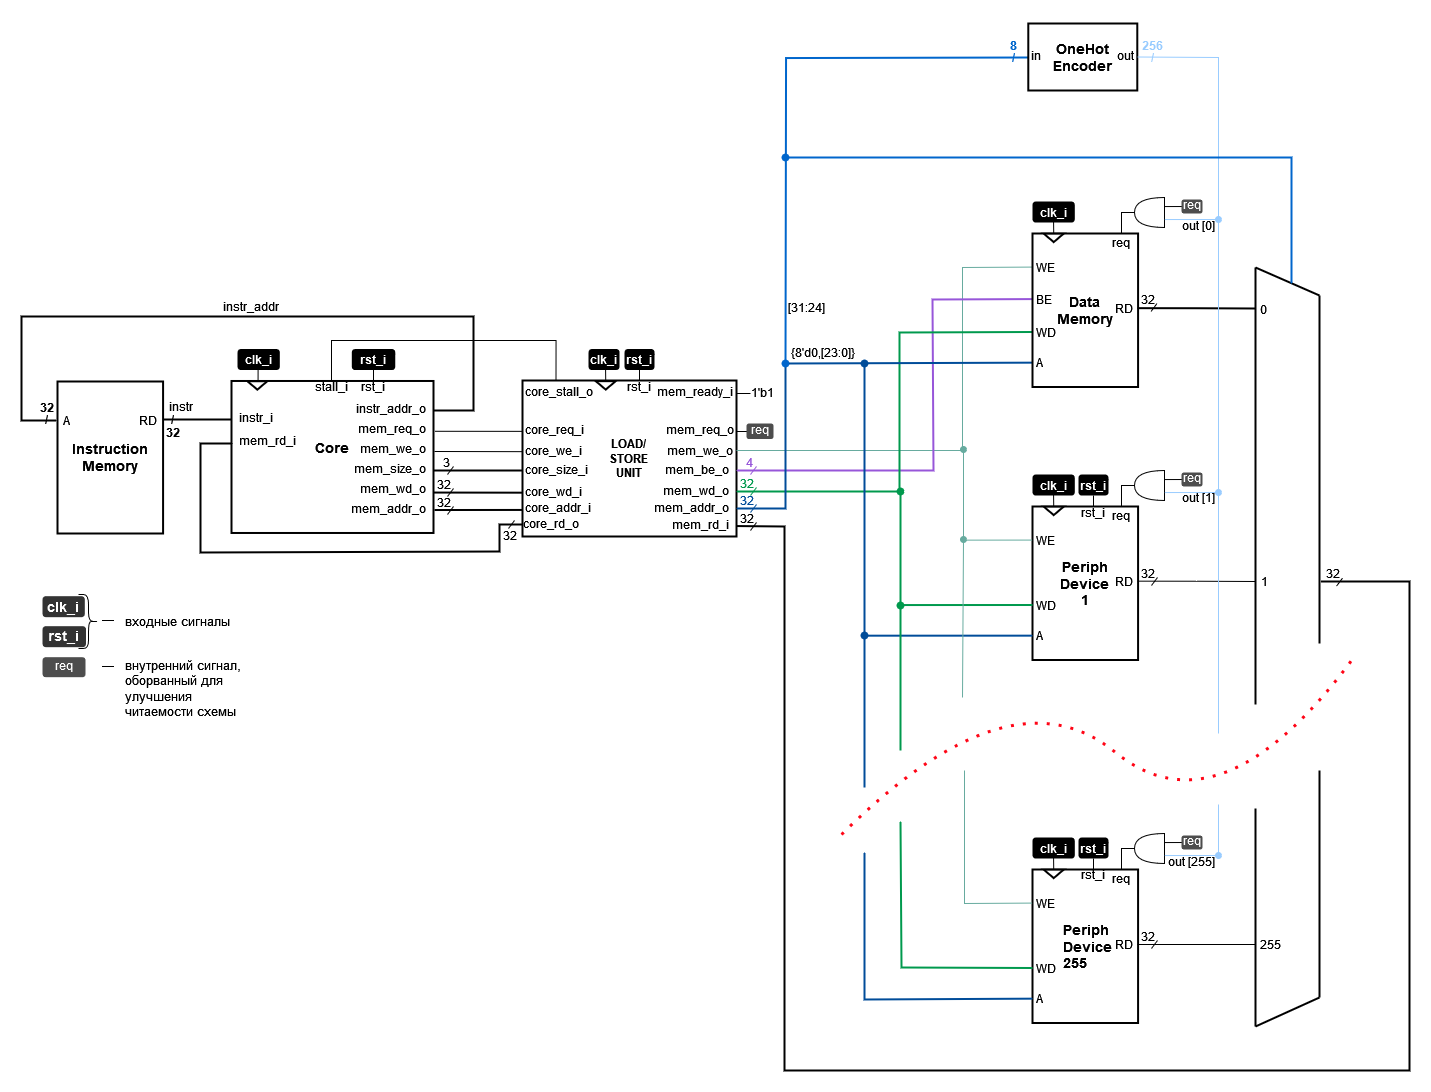 8
in
OneHot
Encoder
out
256
clk_i
req
out [0]
req
WE
BE
WD
A
Data
Memory
RD
32
0
[31:24]
{8'd0,[23:0]}
instr_addr
clk_i
rst_i
stall_i
rst_i
32
A
RD
Instruction
Memory
instr
32
instr_i
mem_rd_i
Core
instr_addr_o
mem_req_o
mem_we_o
mem_size_o
mem_wd_o
mem_addr_o
3
32
32
32
clk_i
rst_i
rst_i
core_stall_o
core_req_i
core_we_i
core_size_i
core_wd_i
core_addr_i
core_rd_o
LOAD/
STORE
UNIT
mem_ready_i
1'b1
mem_req_o
req
mem_we_o
mem_be_o
4
mem_wd_o
32
mem_addr_o
32
mem_rd_i
32
clk_i
rst_i
req
out [1]
rst_i
req
WE
WD
A
Periph
Device
1
RD
32
1
32
clk_i
rst_i
req
— входные сигналы
— внутренний сигнал,
оборванный для
улучшения
читаемости схемы
clk_i
rst_i
req
out [255]
rst_i
req
WE
WD
A
Periph
Device
255
RD
32
255